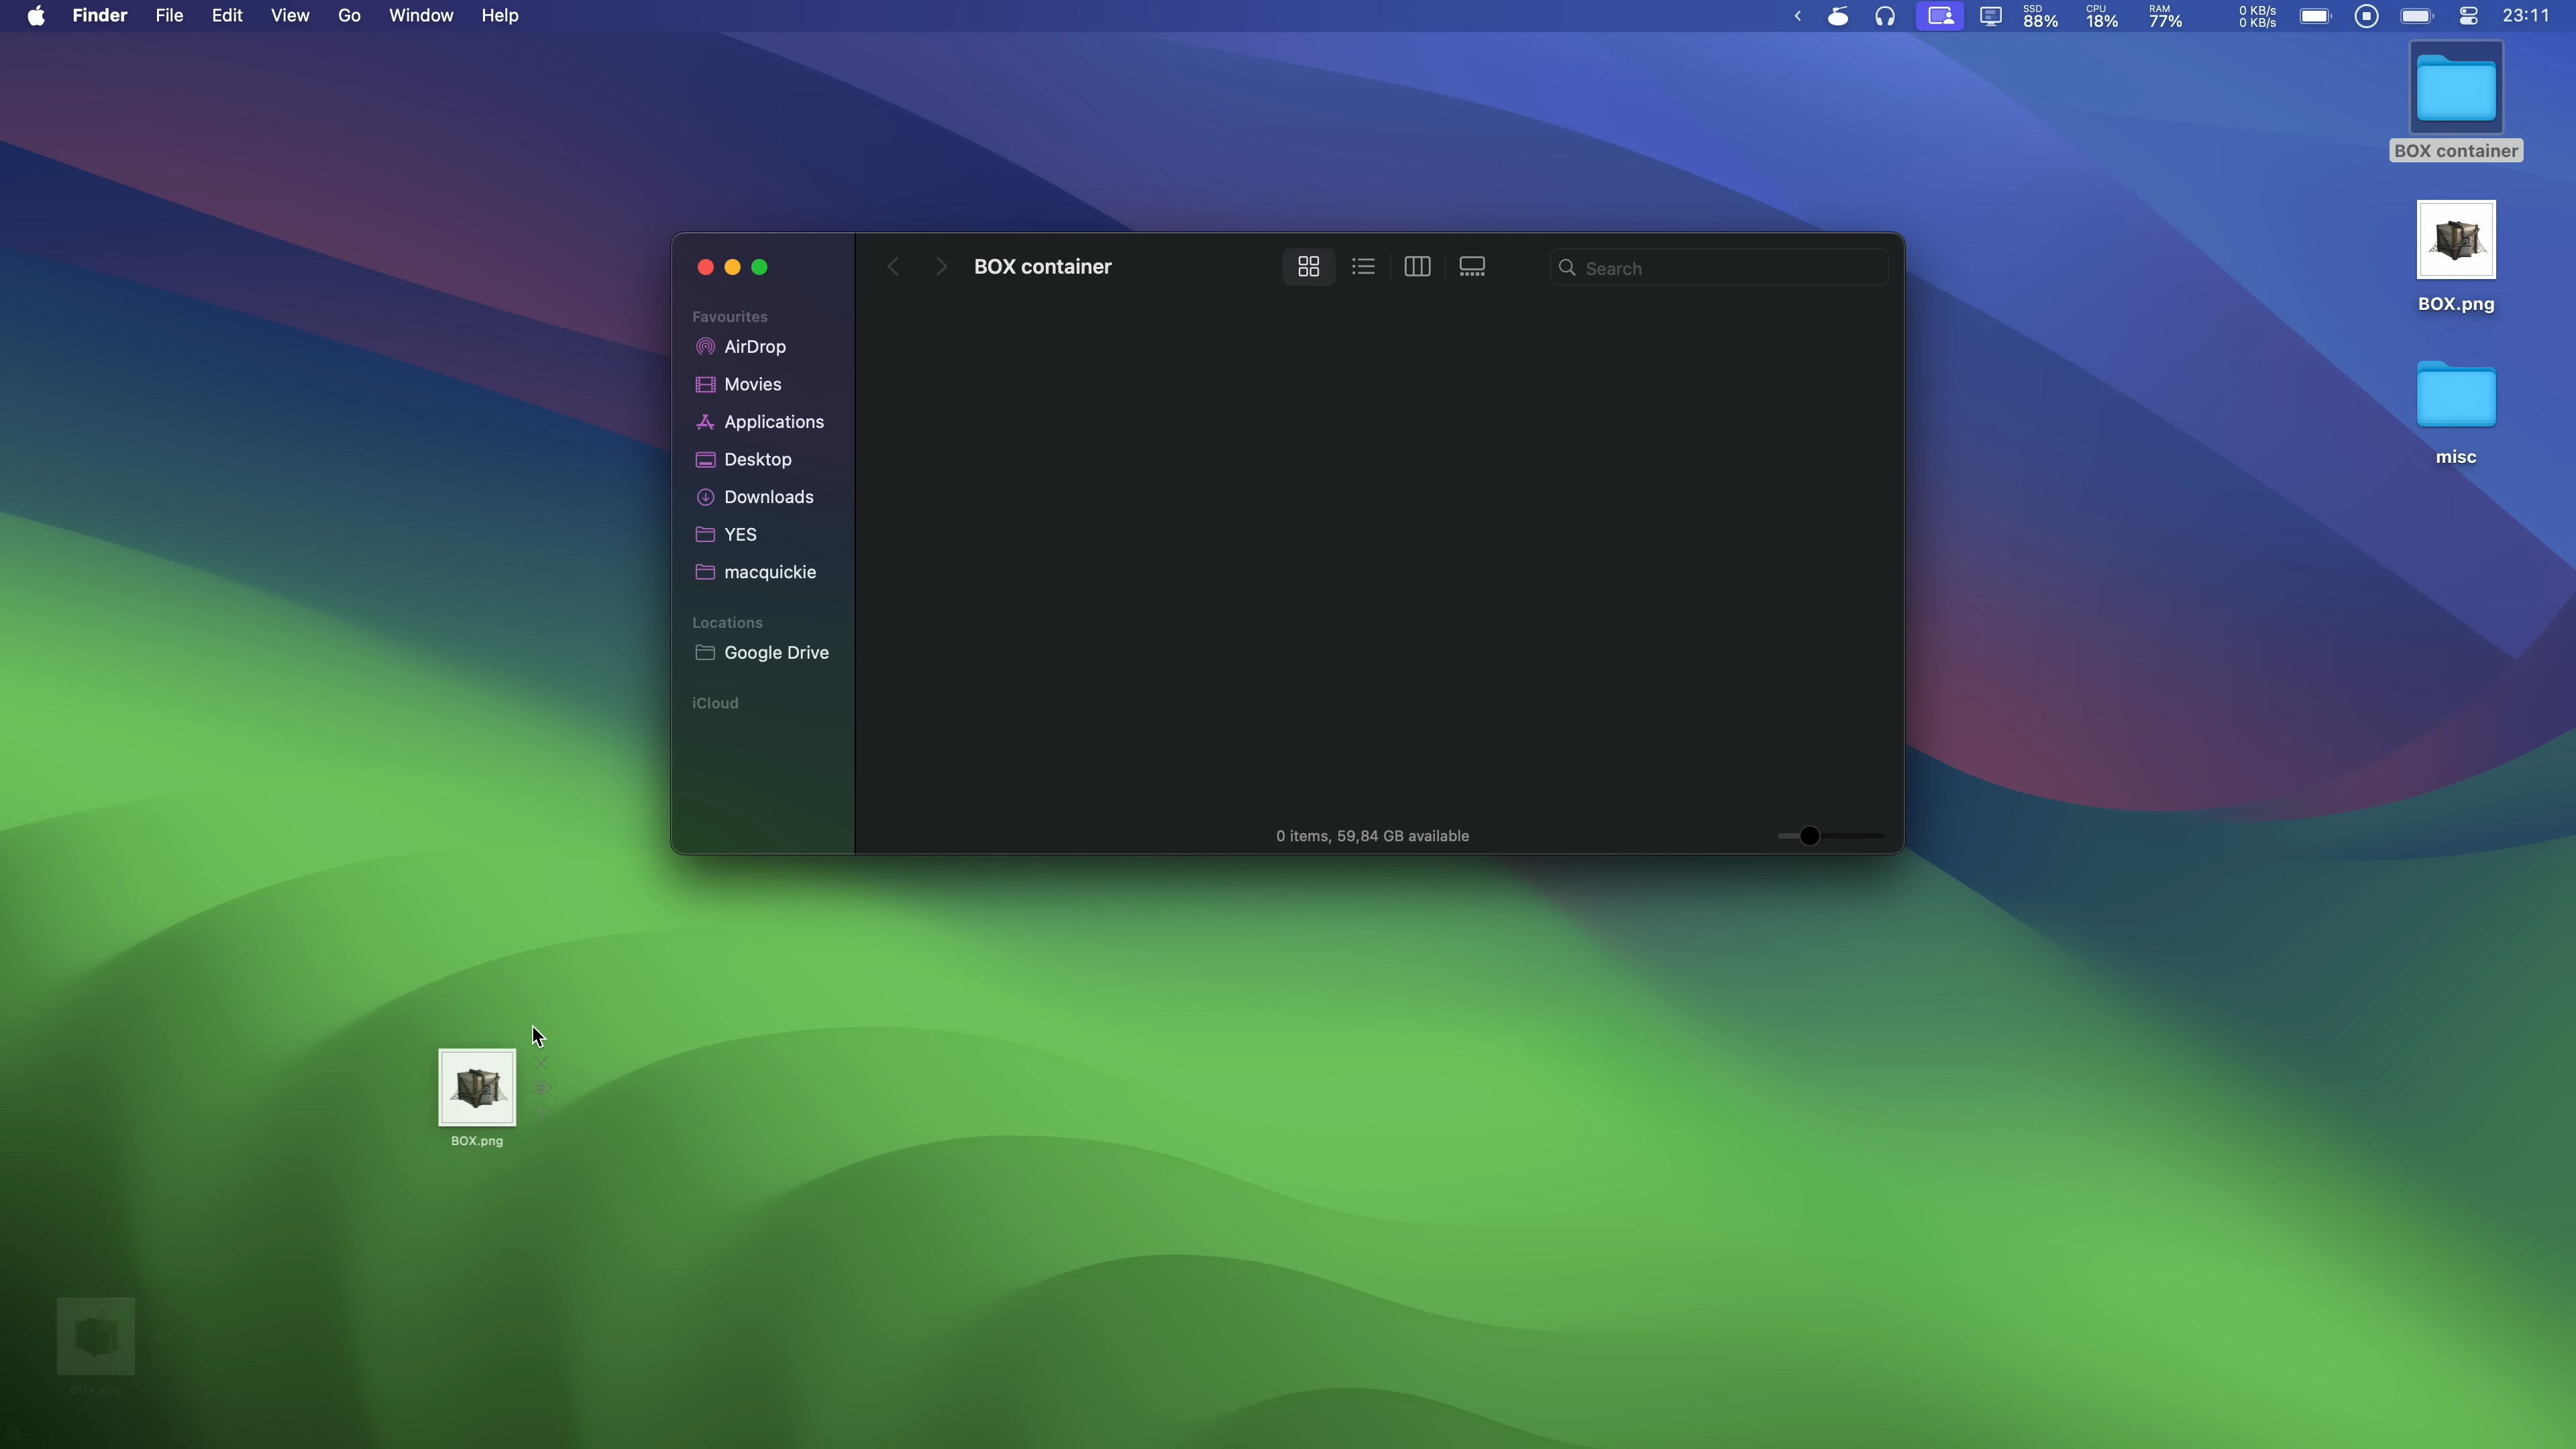 Finder File Edit View Go Window Help
SSD 88% CPU 18% RAM 77% 0 KB/s 0 KB/s 23:11
BOX container
BOX.png
misc
BOX container
Search
Favourites
AirDrop
Movies
Applications
Desktop
Downloads
YES
macquickie
Locations
Google Drive
iCloud
0 items, 59,84 GB available
BOX.png
BOX.png